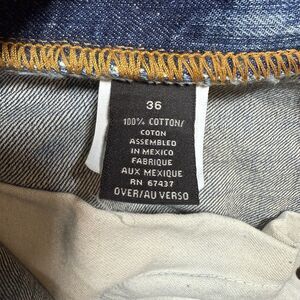 36
100% COTTON/
COTON
ASSEMBLED
IN MEXICO
FABRIQUE
AUX MEXIQUE
RN 67437
OVER/AU VERSO